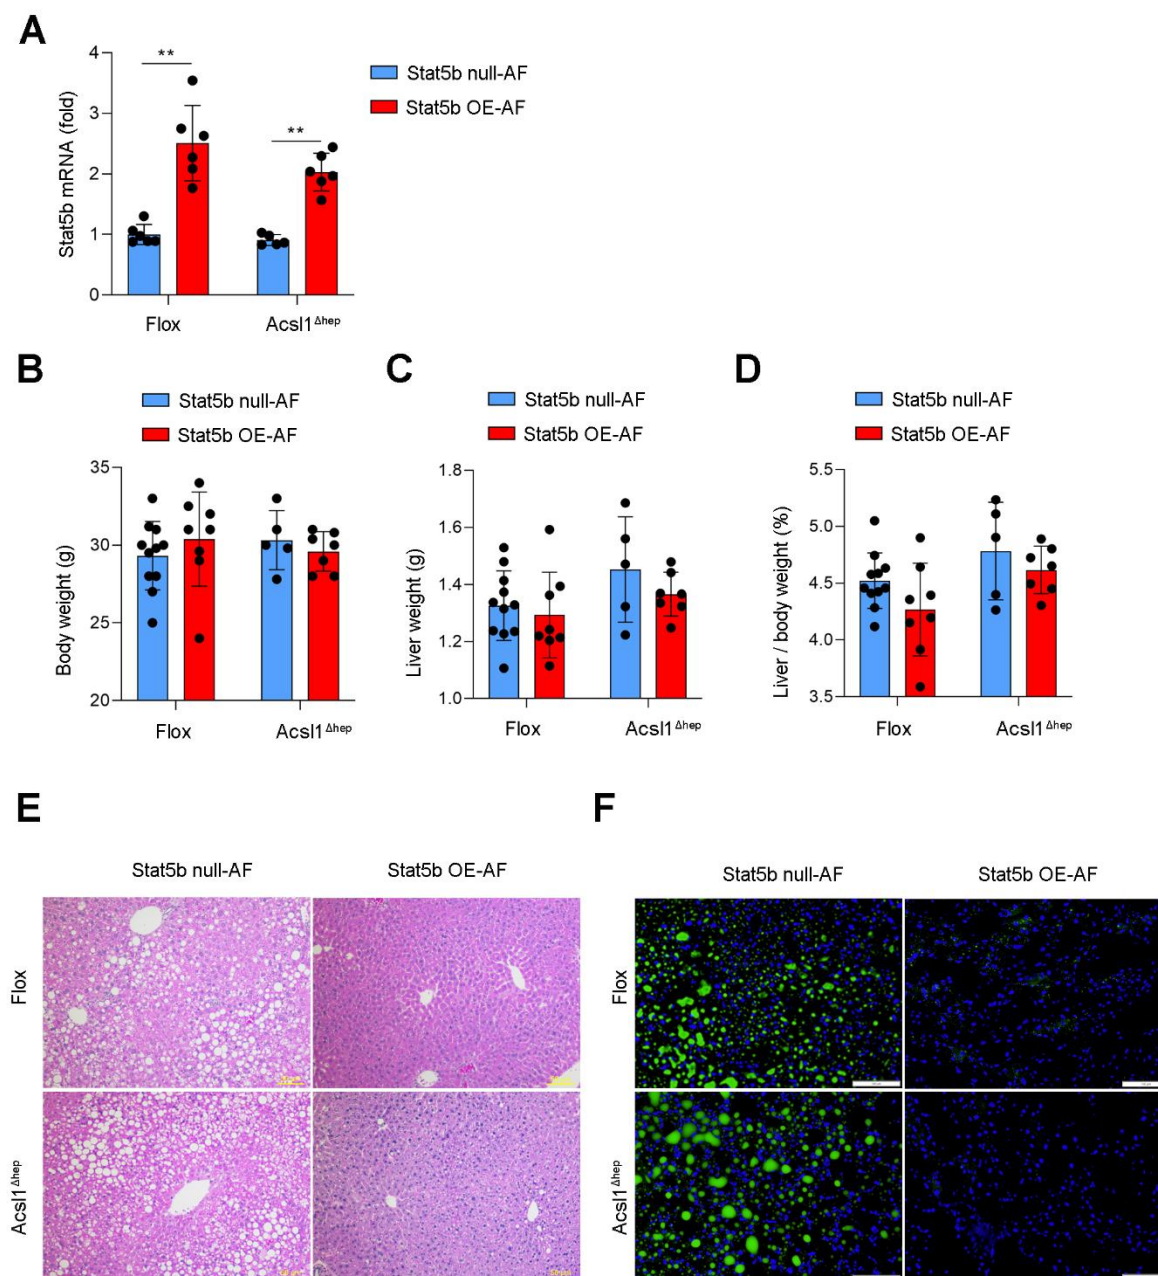 A
4
3
2
1
0
Stat5b mRNA (fold)
**
**
Flox
Acsl1 Δhep
Stat5b null-AF
Stat5b OE-AF
B
Stat5b null-AF
Stat5b OE-AF
35
30
25
20
Body weight (g)
Flox
Acsl1 Δhep
C
Stat5b null-AF
Stat5b OE-AF
1.8
1.6
1.4
1.2
1.0
Liver weight (g)
Flox
Acsl1 Δhep
D
Stat5b null-AF
Stat5b OE-AF
5.5
5.0
4.5
4.0
3.5
Liver / body weight (%)
Flox
Acsl1 Δhep
E
Stat5b null-AF
Stat5b OE-AF
Flox
Acsl1 Δhep
F
Stat5b null-AF
Stat5b OE-AF
Flox
Acsl1 Δhep